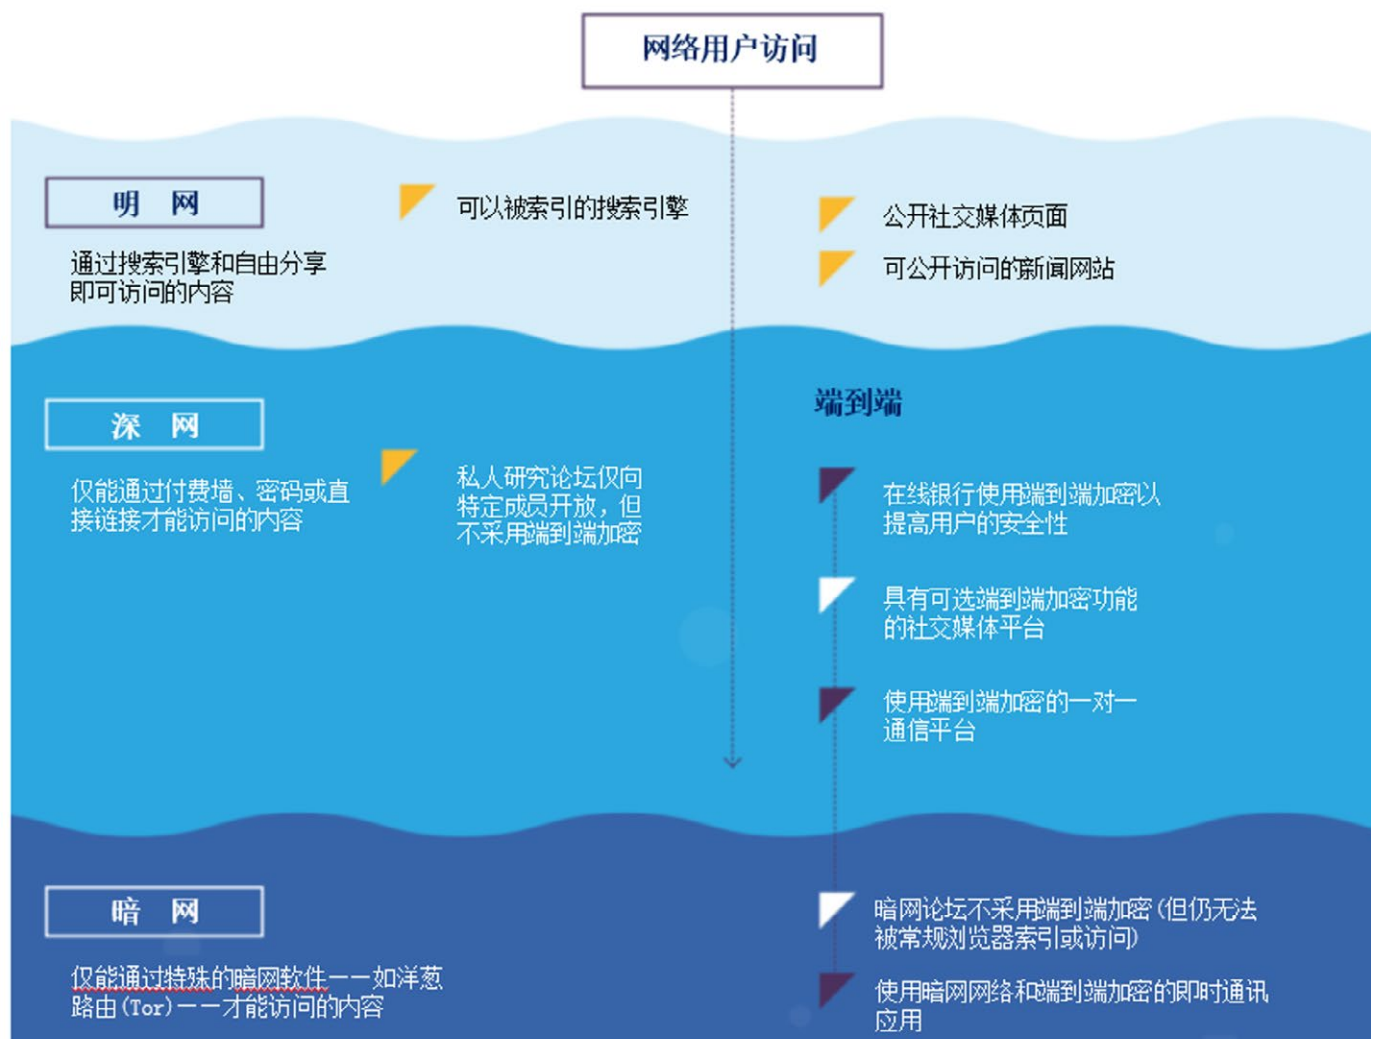 网络用户访问
明 网
通过搜索引擎和自由分享
即可访问的内容
可以被索引的搜索引擎
公开社交媒体页面
可公开访问的新闻网站
深 网
仅能通过付费墙、密码或直
接链接才能访问的内容
私人研究论坛仅向
特定成员开放，但
不采用端到端加密
端到端
在线银行使用端到端加密以
提高用户的安全性
具有可选端到端加密功能
的社交媒体平台
使用端到端加密的一对一
通信平台
暗 网
仅能通过特殊的暗网软件——如洋葱
路由(Tor)——才能访问的内容
暗网论坛不采用端到端加密(但仍无法
被常规浏览器索引或访问)
使用暗网网络和端到端加密的即时通讯
应用